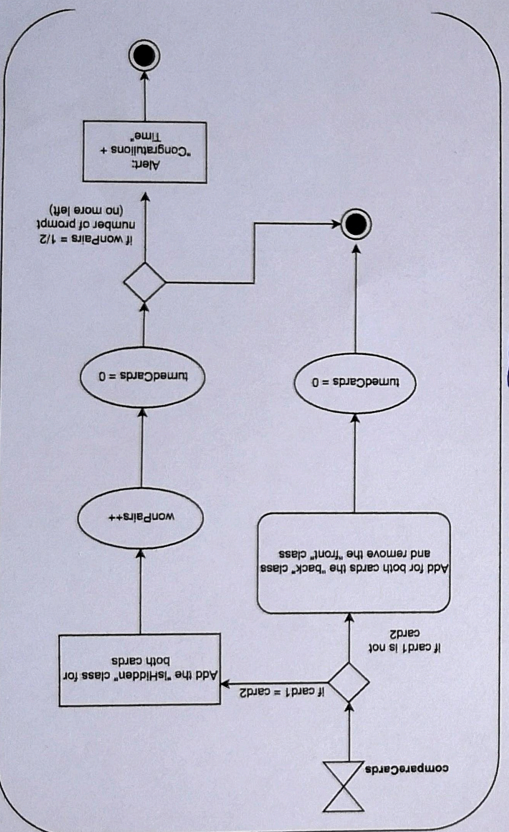 compareCards
if card1 = card2
if card1 is not
card2
Add the "isHidden" class for
both cards
Add for both cards the "back" class
and remove the "front" class
wonPairs++
turnedCards = 0
turnedCards = 0
if wonPairs = 1/2
number of prompt
(no more left)
Alert:
"Congratulions +
Time"